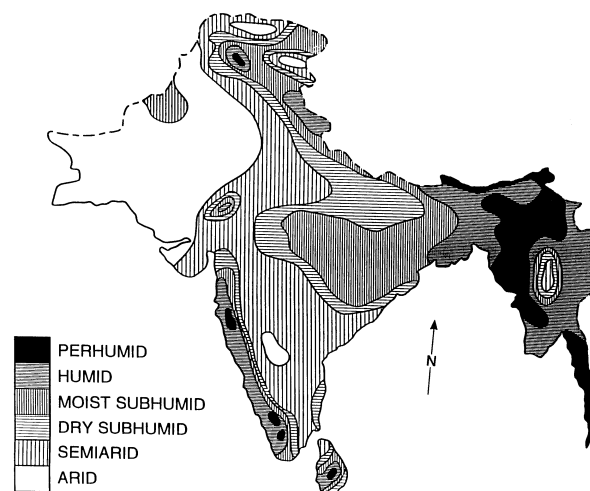 N
PERHUMID
HUMID
MOIST SUBHUMID
DRY SUBHUMID
SEMIARID
ARID